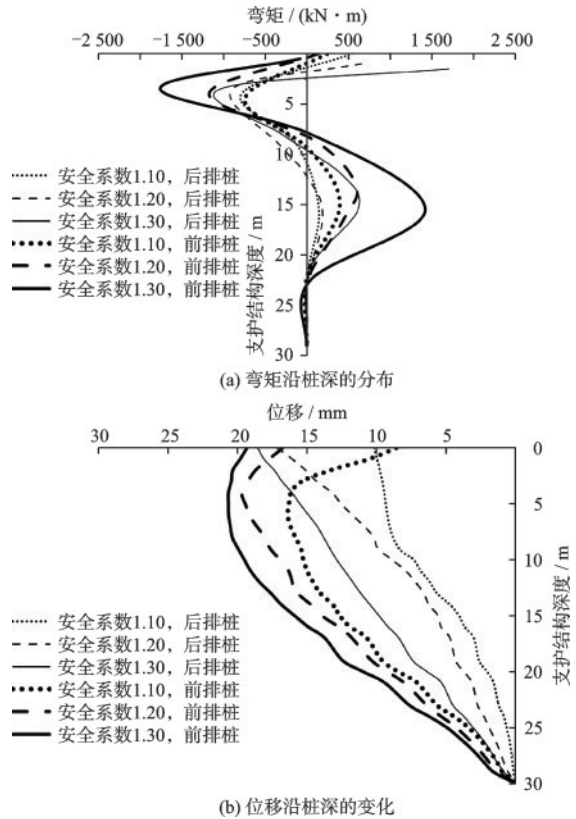 弯矩 / (kN·m)
-2 500 -1 500 -500 500 1 500 2 500
5
10
15
20
25
30
支护结构深度 / m
安全系数1.10，后排桩
安全系数1.20，后排桩
安全系数1.30，后排桩
安全系数1.10，前排桩
安全系数1.20，前排桩
安全系数1.30，前排桩
(a) 弯矩沿桩深的分布
位移 / mm
30 25 20 15 10 5 0
5
10
15
20
25
30
支护结构深度 / m
安全系数1.10，后排桩
安全系数1.20，后排桩
安全系数1.30，后排桩
安全系数1.10，前排桩
安全系数1.20，前排桩
安全系数1.30，前排桩
(b) 位移沿桩深的变化